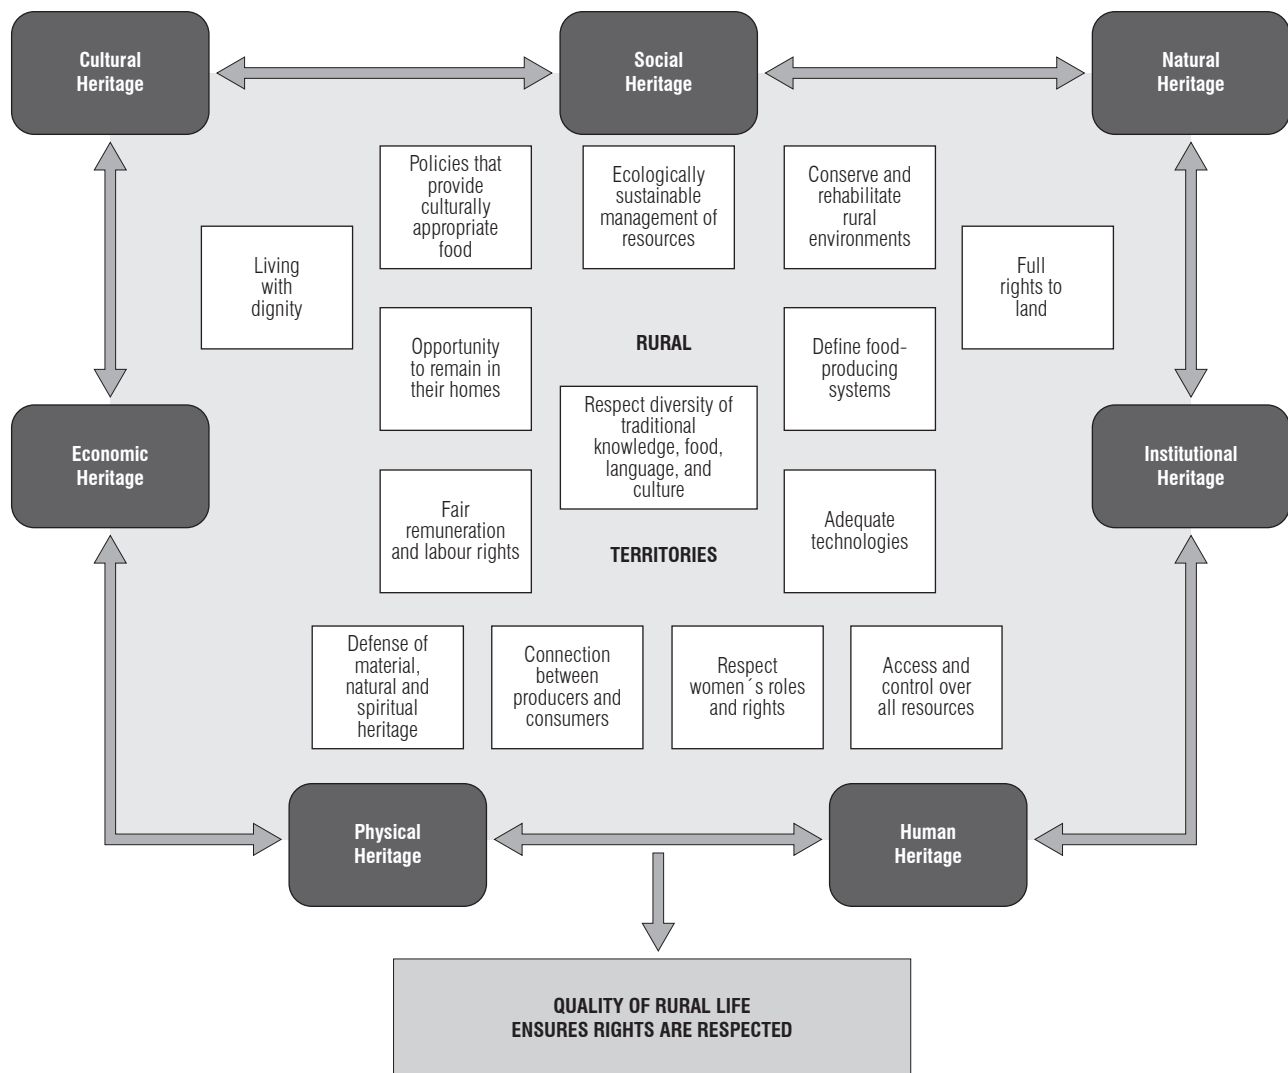 Cultural
Heritage
Social
Heritage
Natural
Heritage
Policies that
provide
culturally
appropriate
food
Ecologically
sustainable
management of
resources
Conserve and
rehabilitate
rural
environments
Living
with
dignity
Full
rights to
land
Opportunity
to remain in
their homes
RURAL
Define food-
producing
systems
Economic
Heritage
Respect diversity of
traditional
knowledge, food,
language, and
culture
Institutional
Heritage
Fair
remuneration
and labour rights
TERRITORIES
Adequate
technologies
Defense of
material,
natural and
spiritual
heritage
Connection
between
producers and
consumers
Respect
women´s roles
and rights
Access and
control over
all resources
Physical
Heritage
Human
Heritage
QUALITY OF RURAL LIFE
ENSURES RIGHTS ARE RESPECTED